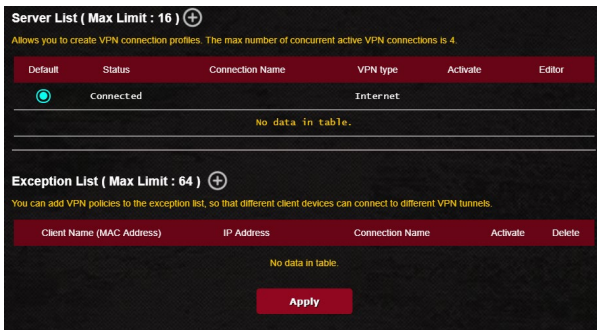 Server List ( Max Limit : 16 )
Allows you to create VPN connection profiles. The max number of concurrent active VPN connections is 4.
Default Status Connection Name VPN type Activate Editor
Connected Internet
No data in table.
Exception List ( Max Limit : 64 )
You can add VPN policies to the exception list, so that different client devices can connect to different VPN tunnels.
Client Name (MAC Address) IP Address Connection Name Activate Delete
No data in table.
Apply